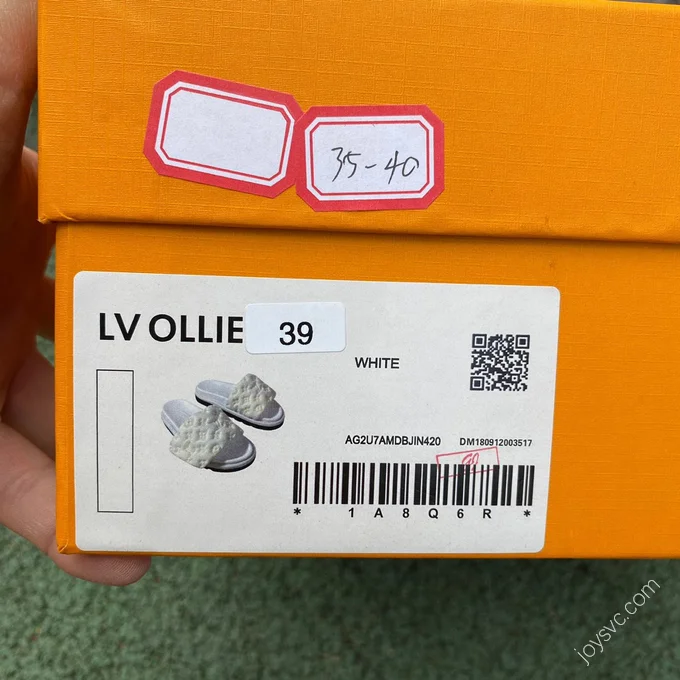 35-40
LV OLLIE
39
WHITE
AG2U7AMDBJIN420 DM180912003517
* 1 A 8 Q 6 R *
joysvc.com